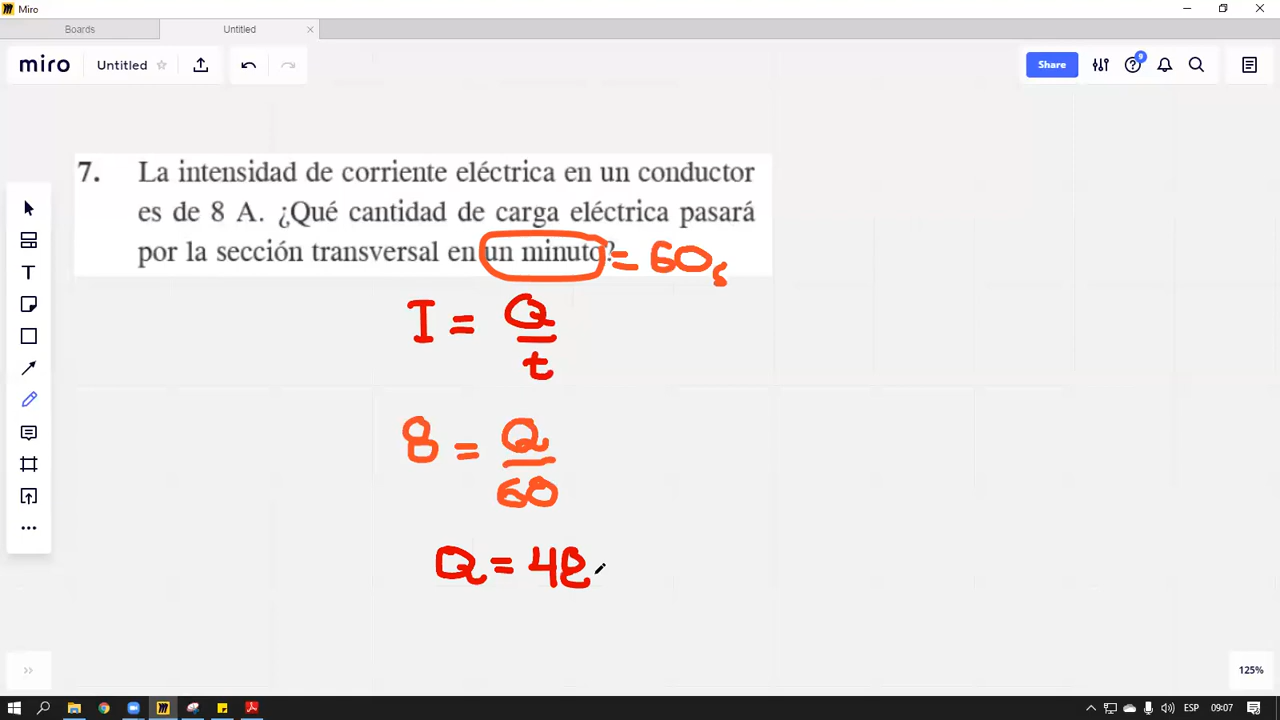 Miro
Boards
Untitled
miro
Untitled
Share
9
7. La intensidad de corriente eléctrica en un conductor
es de 8 A. ¿Qué cantidad de carga eléctrica pasará
por la sección transversal en un minuto? = 60s
I = Q
t
8 = Q
60
Q = 48
125%
ESP
09:07